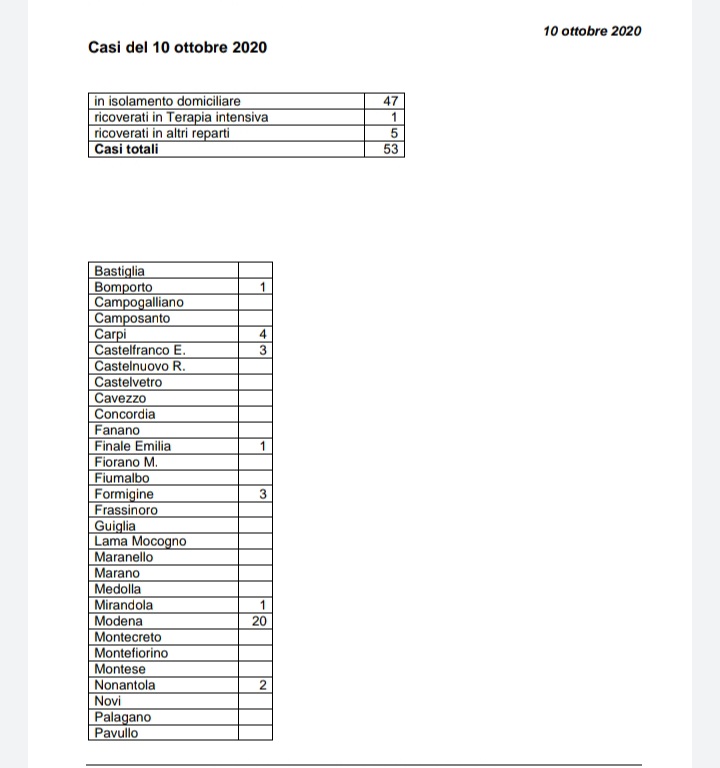 10 ottobre 2020
Casi del 10 ottobre 2020
in isolamento domiciliare 47
ricoverati in Terapia intensiva 1
ricoverati in altri reparti 5
Casi totali 53
Bastiglia
Bomporto 1
Campogalliano
Camposanto
Carpi 4
Castelfranco E. 3
Castelnuovo R.
Castelvetro
Cavezzo
Concordia
Fanano
Finale Emilia 1
Fiorano M.
Fiumalbo
Formigine 3
Frassinoro
Guiglia
Lama Mocogno
Maranello
Marano
Medolla
Mirandola 1
Modena 20
Montecreto
Montefiorino
Montese
Nonantola 2
Novi
Palagano
Pavullo